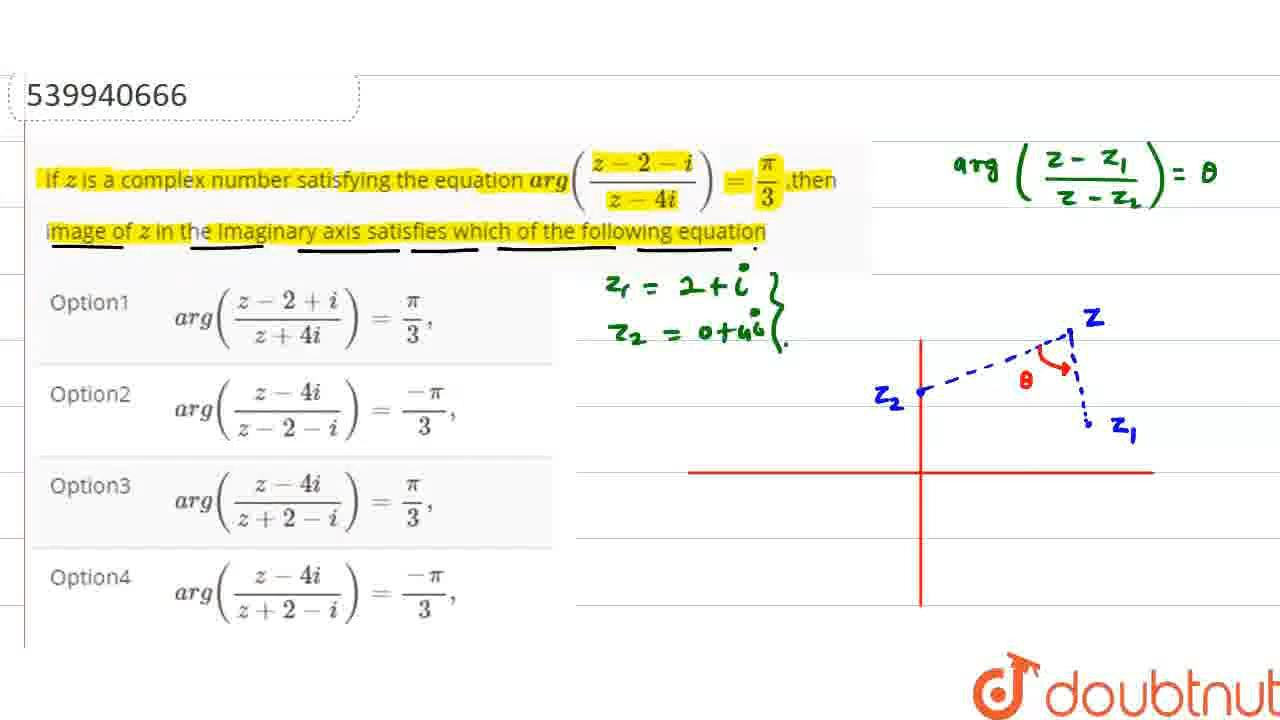 539940666
If z is a complex number satisfying the equation arg((z − 2 − i)/(z − 4i)) = π/3 ,then
image of z in the Imaginary axis satisfies which of the following equation
Option1 arg((z − 2 + i)/(z + 4i)) = π/3,
Option2 arg((z − 4i)/(z − 2 − i)) = −π/3,
Option3 arg((z − 4i)/(z + 2 − i)) = π/3,
Option4 arg((z − 4i)/(z + 2 − i)) = −π/3,
arg((z − z₁)/(z − z₂)) = θ
z₁ = 2 + i
z₂ = 0 + 4i
z
θ
z₂
z₁
doubtnut